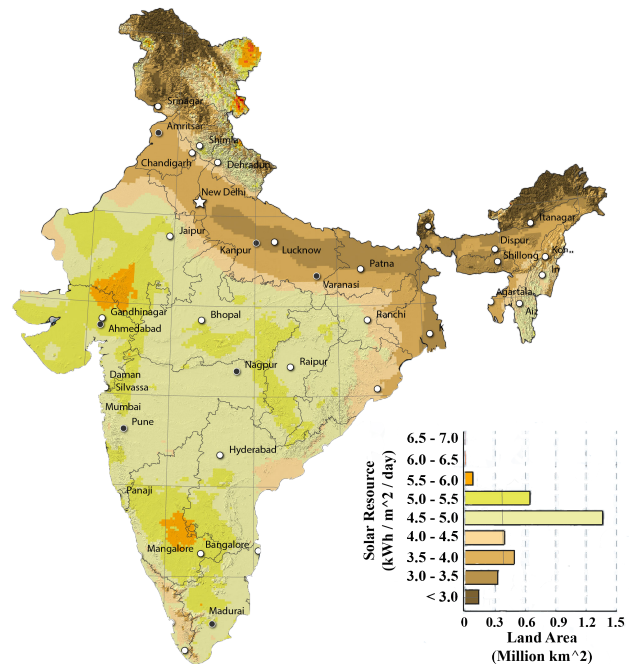 Srinagar
Amritsar
Shimla
Chandigarh
Dehradun
New Delhi
Itanagar
Jaipur
Dispur
Koh..
Kanpur
Lucknow
Shillong
Patna
Im
Varanasi
Agartala
Gandhinagar
Aiz
Ahmedabad
Bhopal
Ranchi
K
Raipur
Nagpur
Daman
Silvassa
Mumbai
Pune
Hyderabad
Panaji
Mangalore
Bangalore
Madurai
Solar Resource
(kWh / m^2 / day)
6.5 - 7.0
6.0 - 6.5
5.5 - 6.0
5.0 - 5.5
4.5 - 5.0
4.0 - 4.5
3.5 - 4.0
3.0 - 3.5
< 3.0
0 0.3 0.6 0.9 1.2 1.5
Land Area
(Million km^2)